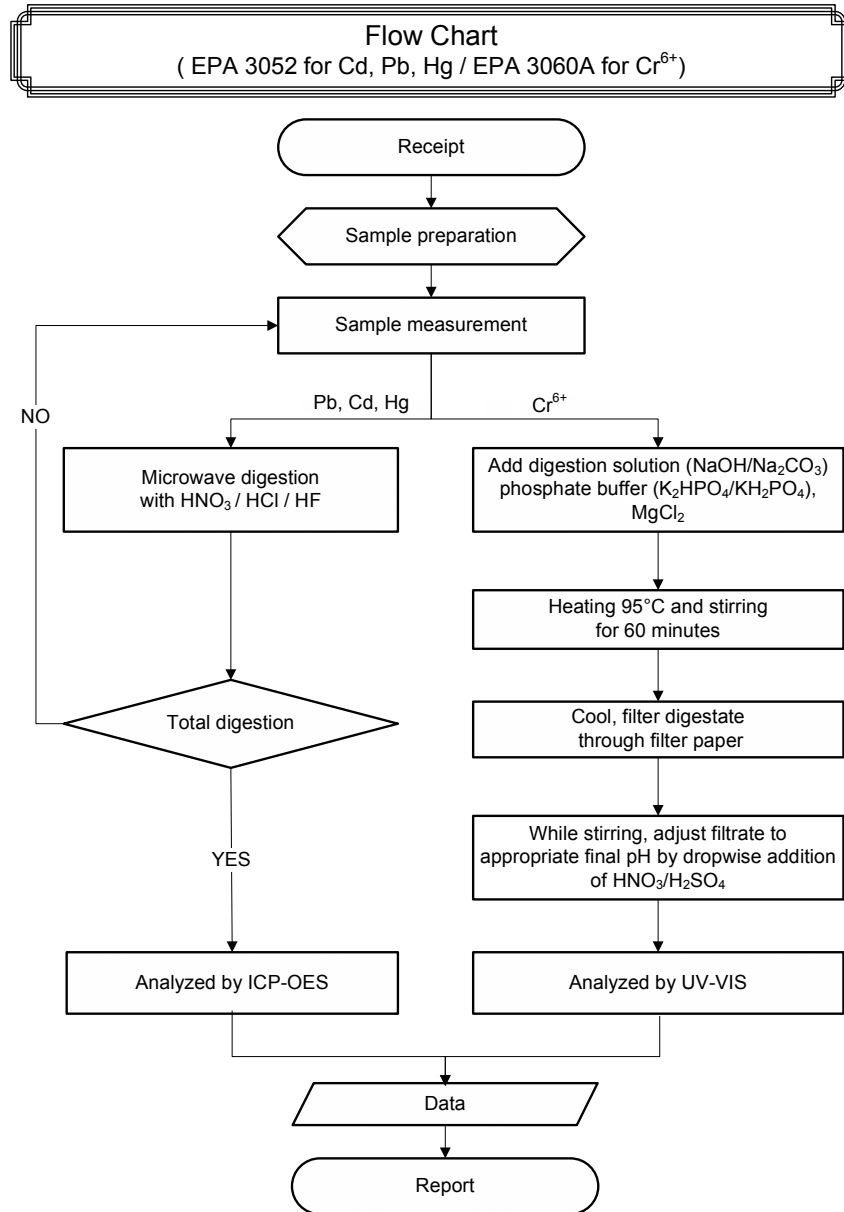 Flow Chart
( EPA 3052 for Cd, Pb, Hg / EPA 3060A for Cr⁶⁺)
Receipt
Sample preparation
Sample measurement
NO
Pb, Cd, Hg
Cr⁶⁺
Microwave digestion
with HNO₃ / HCl / HF
Total digestion
YES
Analyzed by ICP-OES
Add digestion solution (NaOH/Na₂CO₃)
phosphate buffer (K₂HPO₄/KH₂PO₄),
MgCl₂
Heating 95°C and stirring
for 60 minutes
Cool, filter digestate
through filter paper
While stirring, adjust filtrate to
appropriate final pH by dropwise addition
of HNO₃/H₂SO₄
Analyzed by UV-VIS
Data
Report